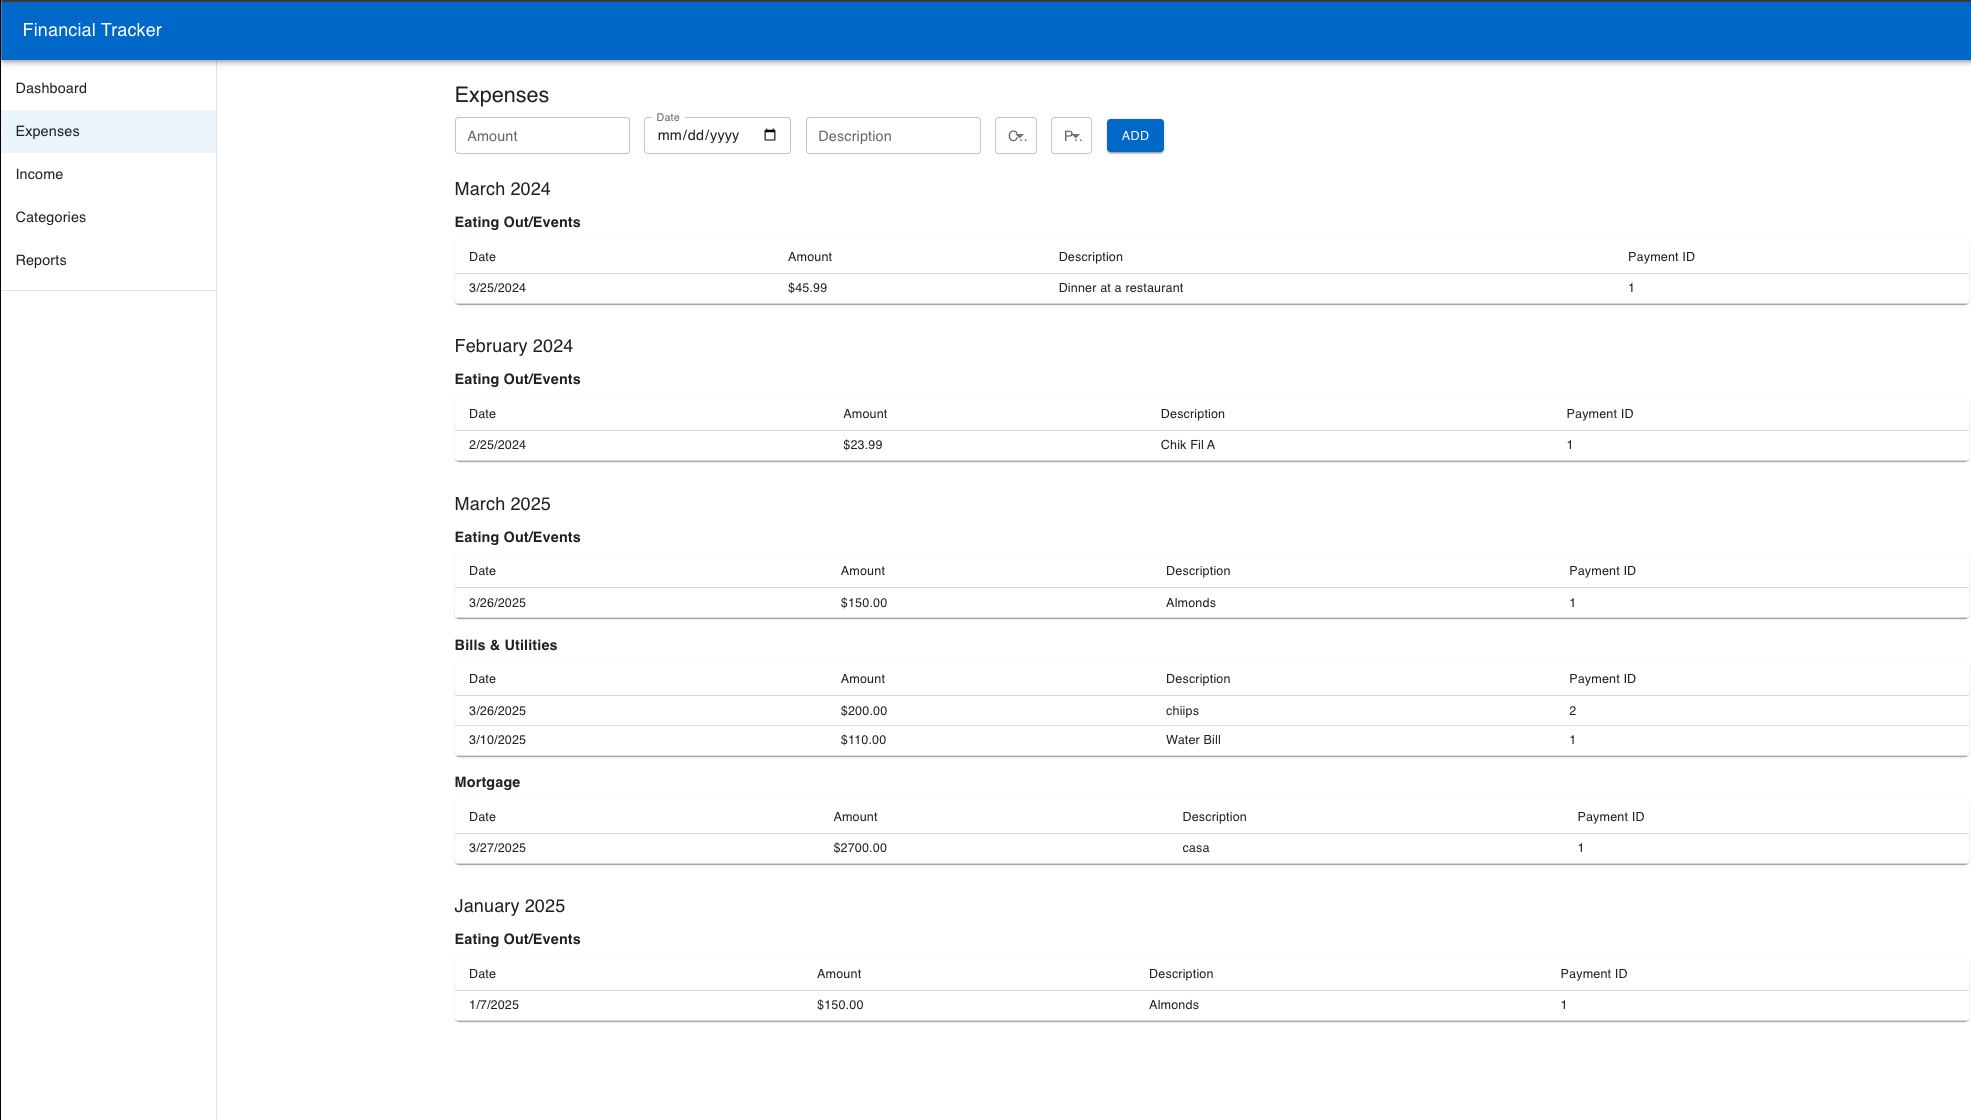 Financial Tracker
Dashboard
Expenses
Income
Categories
Reports
Expenses
Amount
Date
mm/dd/yyyy
Description
C..
P..
ADD
March 2024
Eating Out/Events
Date Amount Description Payment ID
3/25/2024 $45.99 Dinner at a restaurant 1
February 2024
Eating Out/Events
Date Amount Description Payment ID
2/25/2024 $23.99 Chik Fil A 1
March 2025
Eating Out/Events
Date Amount Description Payment ID
3/26/2025 $150.00 Almonds 1
Bills & Utilities
Date Amount Description Payment ID
3/26/2025 $200.00 chiips 2
3/10/2025 $110.00 Water Bill 1
Mortgage
Date Amount Description Payment ID
3/27/2025 $2700.00 casa 1
January 2025
Eating Out/Events
Date Amount Description Payment ID
1/7/2025 $150.00 Almonds 1